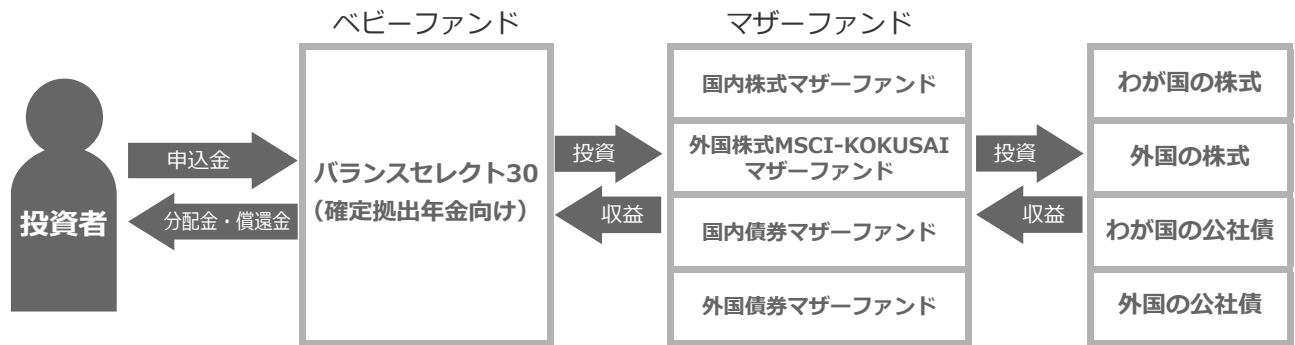 ベビーファンド
マザーファンド
投資者
申込金
分配金・償還金
バランスセレクト30
（確定拠出年金向け）
投資
収益
国内株式マザーファンド
外国株式MSCI-KOKUSAI
マザーファンド
国内債券マザーファンド
外国債券マザーファンド
投資
収益
わが国の株式
外国の株式
わが国の公社債
外国の公社債